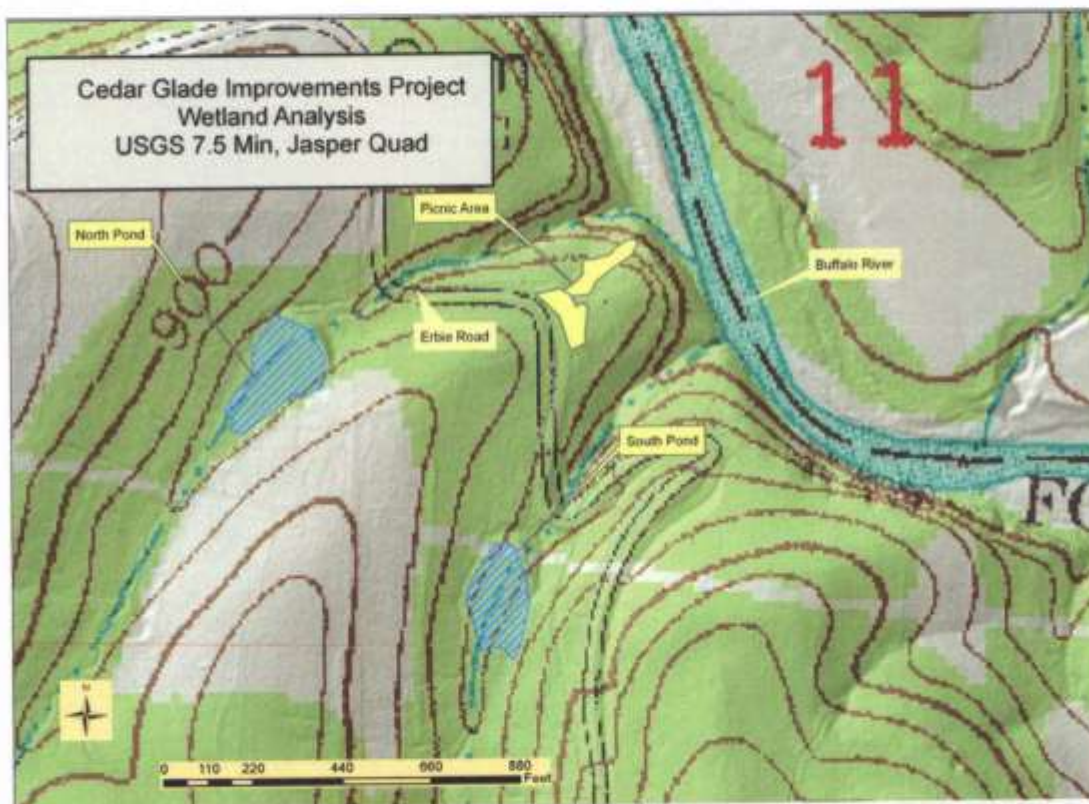 Cedar Glade Improvements Project
Wetland Analysis
USGS 7.5 Min, Jasper Quad
11
Picnic Area
North Pond
900
Buffalo River
Erbie Road
South Pond
N
0 110 220 440 660 880
Feet